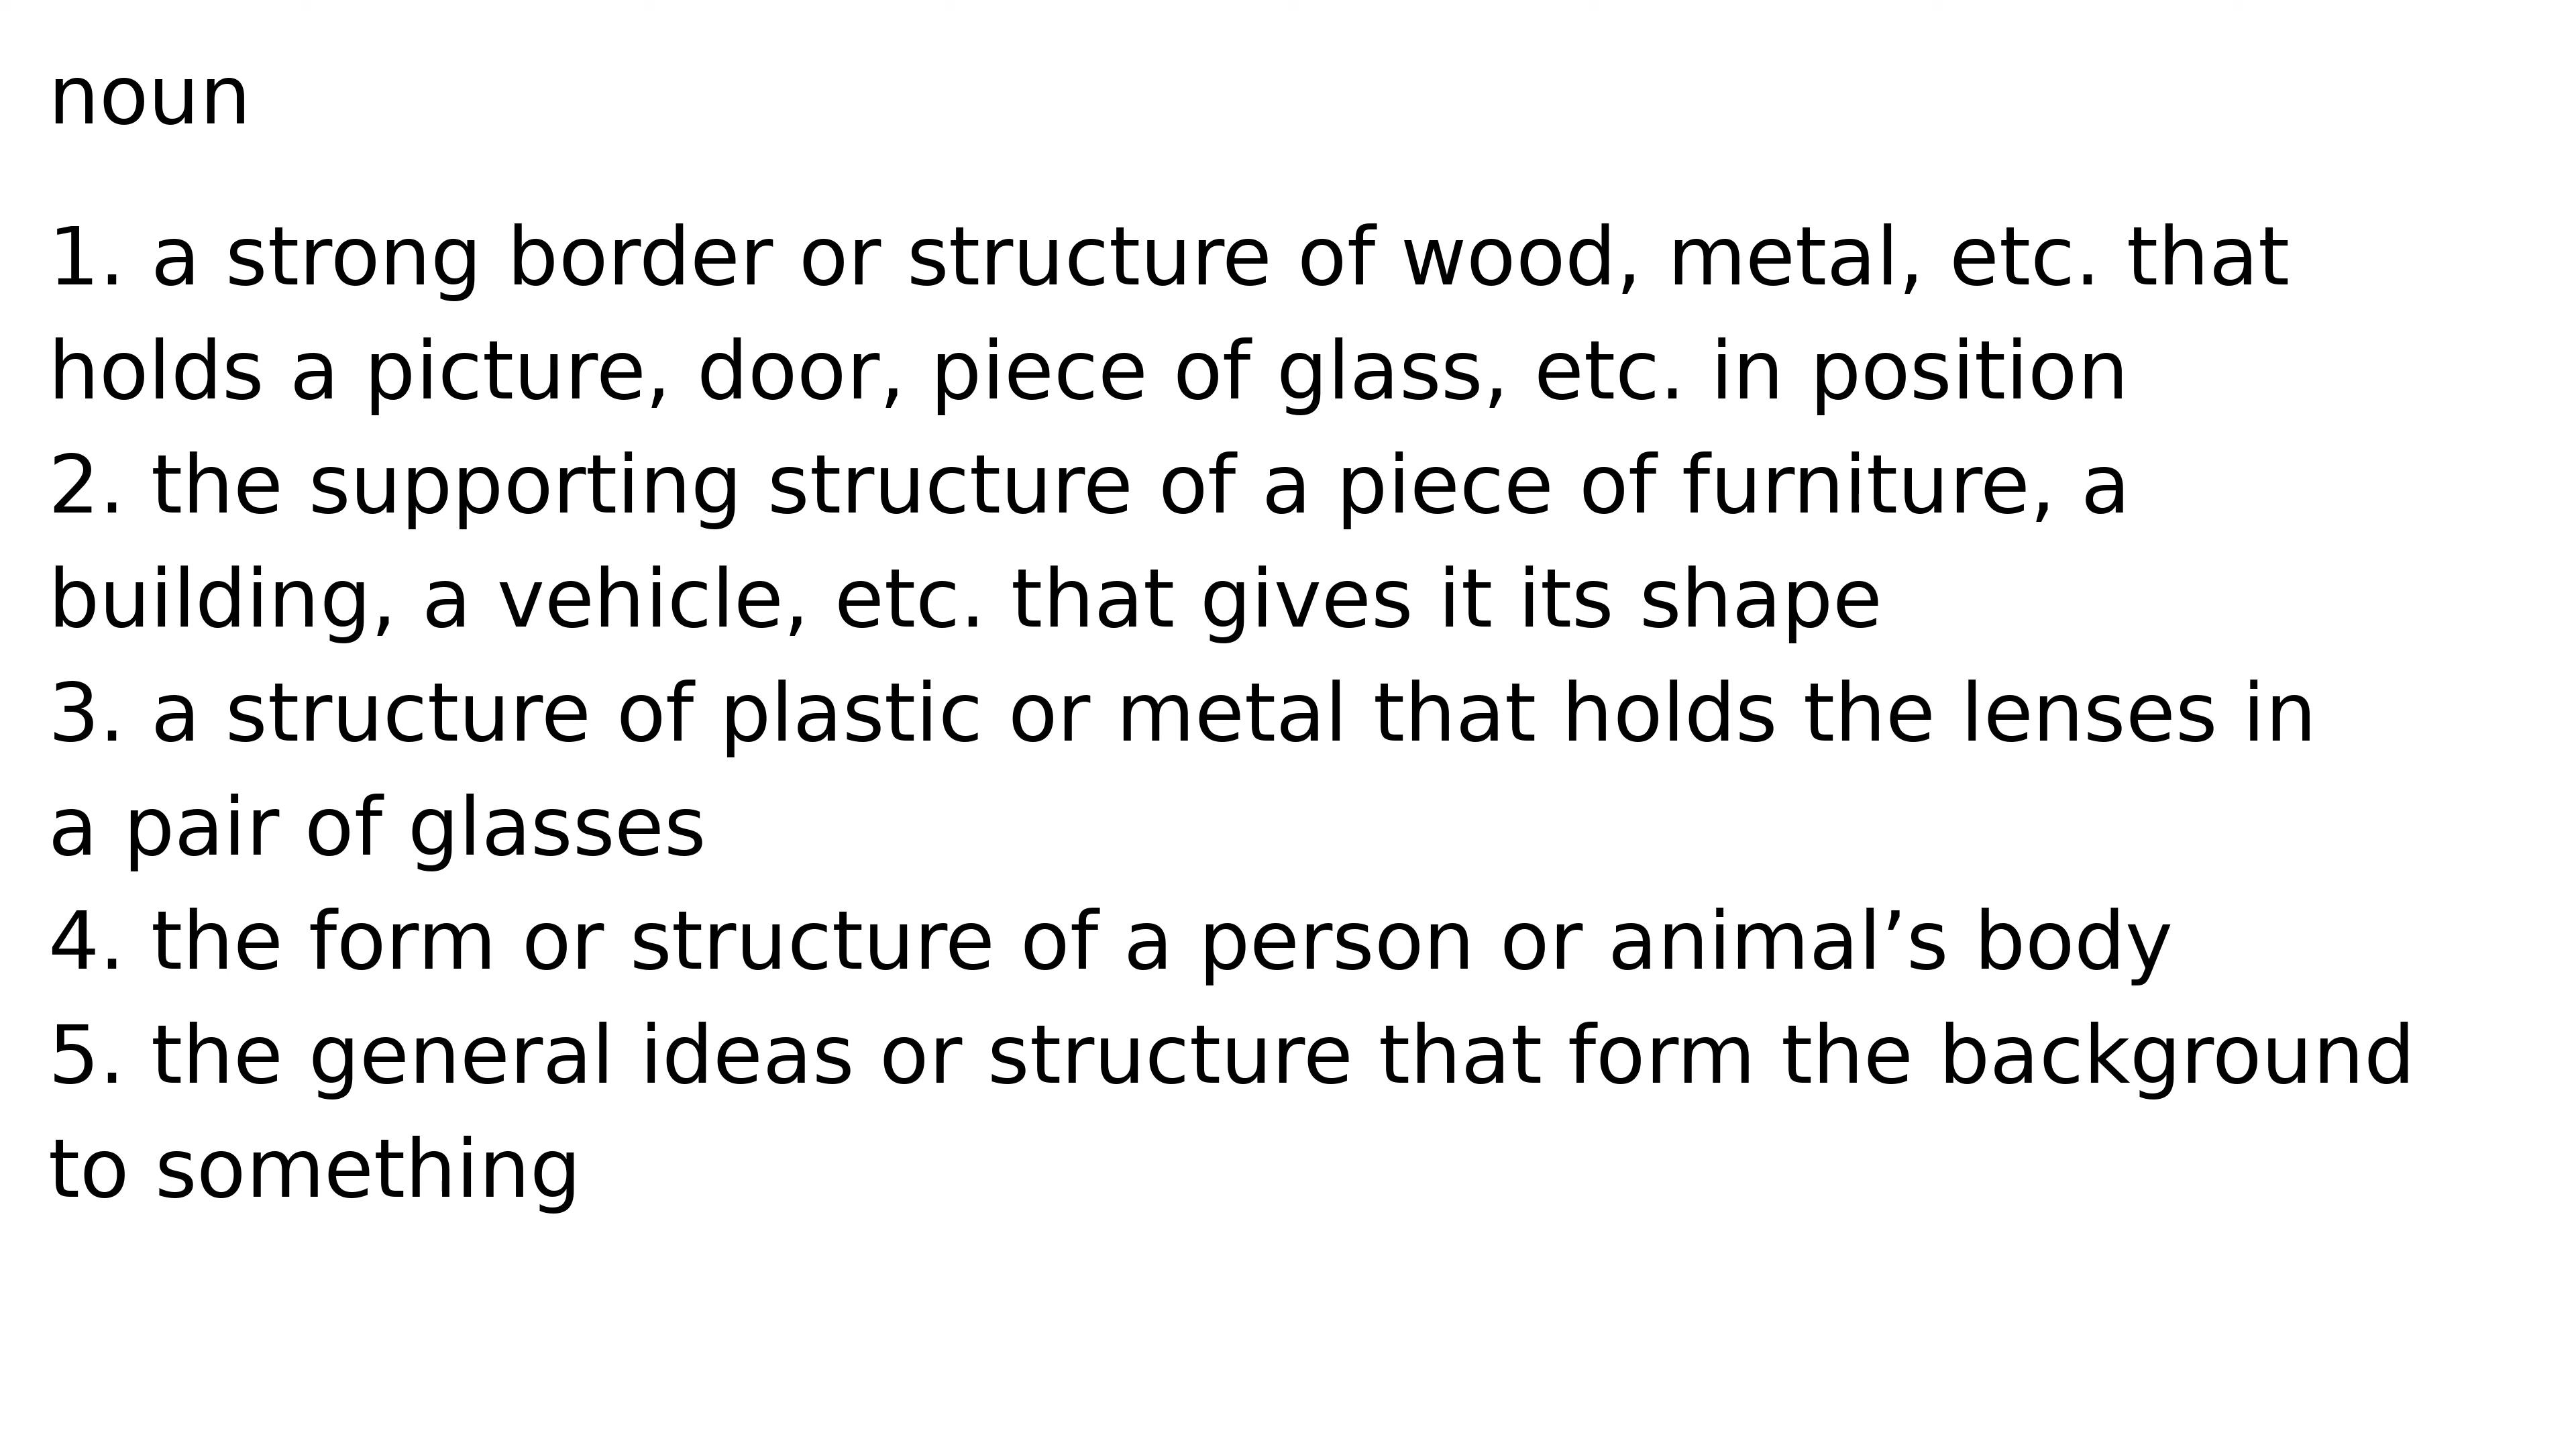 noun
1. a strong border or structure of wood, metal, etc. that
holds a picture, door, piece of glass, etc. in position
2. the supporting structure of a piece of furniture, a
building, a vehicle, etc. that gives it its shape
3. a structure of plastic or metal that holds the lenses in
a pair of glasses
4. the form or structure of a person or animal’s body
5. the general ideas or structure that form the background
to something